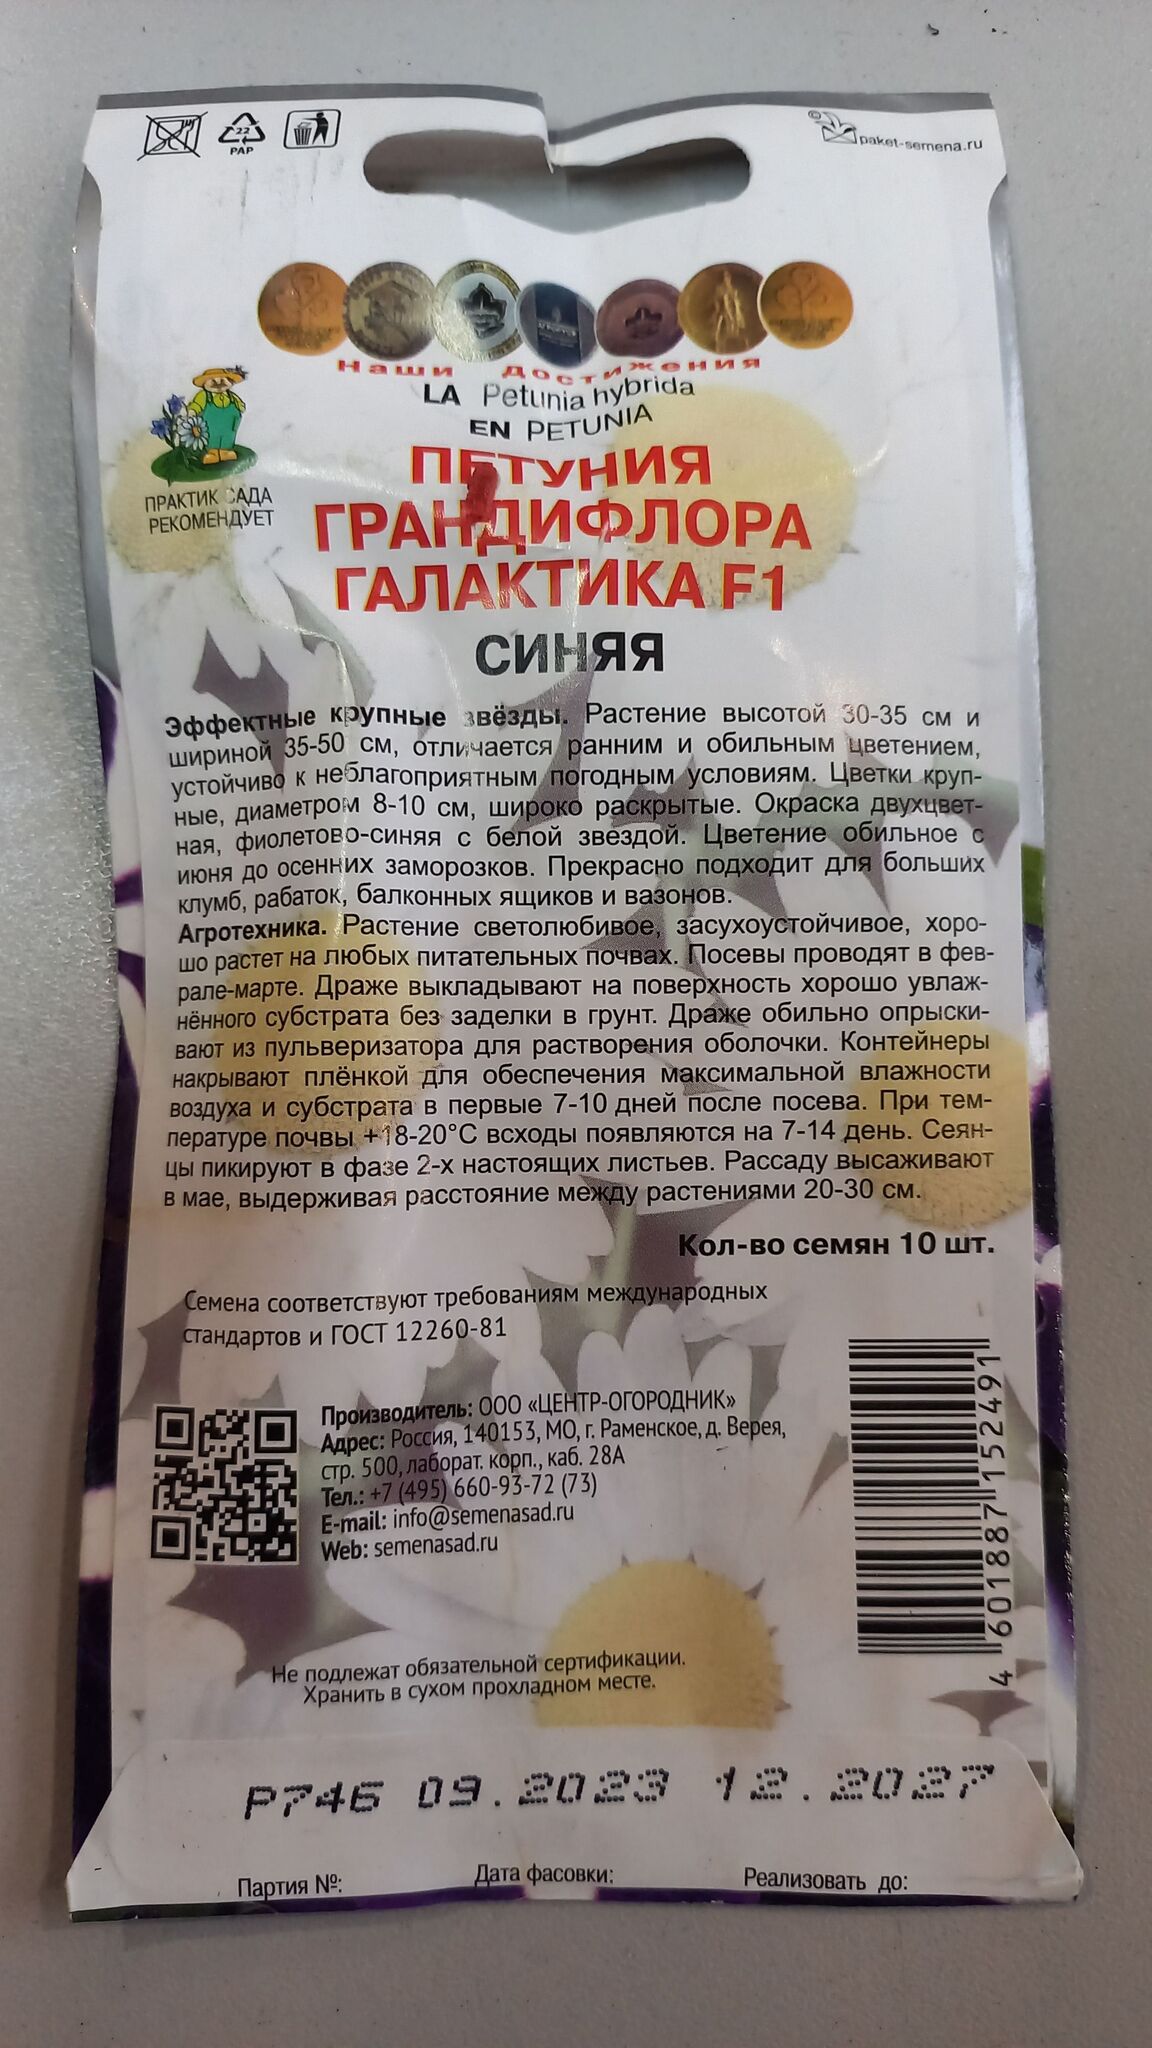 22
PAP
paket-semena.ru
Наши достижения
LA Petunia hybrida
EN PETUNIA
ПЕТУНИЯ
ГРАНДИФЛОРА
ГАЛАКТИКА F1
СИНЯЯ
ПРАКТИК САДА
РЕКОМЕНДУЕТ
Эффектные крупные звёзды. Растение высотой 30-35 см и
шириной 35-50 см, отличается ранним и обильным цветением,
устойчиво к неблагоприятным погодным условиям. Цветки круп-
ные, диаметром 8-10 см, широко раскрытые. Окраска двухцвет-
ная, фиолетово-синяя с белой звездой. Цветение обильное с
июня до осенних заморозков. Прекрасно подходит для больших
клумб, рабаток, балконных ящиков и вазонов.
Агротехника. Растение светолюбивое, засухоустойчивое, хоро-
шо растет на любых питательных почвах. Посевы проводят в фев-
рале-марте. Драже выкладывают на поверхность хорошо увлаж-
нённого субстрата без заделки в грунт. Драже обильно опрыски-
вают из пульверизатора для растворения оболочки. Контейнеры
накрывают плёнкой для обеспечения максимальной влажности
воздуха и субстрата в первые 7-10 дней после посева. При тем-
пературе почвы +18-20°С всходы появляются на 7-14 день. Сеян-
цы пикируют в фазе 2-х настоящих листьев. Рассаду высаживают
в мае, выдерживая расстояние между растениями 20-30 см.
Кол-во семян 10 шт.
Семена соответствуют требованиям международных
стандартов и ГОСТ 12260-81
Производитель: ООО «ЦЕНТР-ОГОРОДНИК»
Адрес: Россия, 140153, МО, г. Раменское, д. Верея,
стр. 500, лаборат. корп., каб. 28А
Тел.: +7 (495) 660-93-72 (73)
E-mail: info@semenasad.ru
Web: semenasad.ru
4 601887 152491
Не подлежат обязательной сертификации.
Хранить в сухом прохладном месте.
Р746 09.2023 12.2027
Партия №: Дата фасовки: Реализовать до: